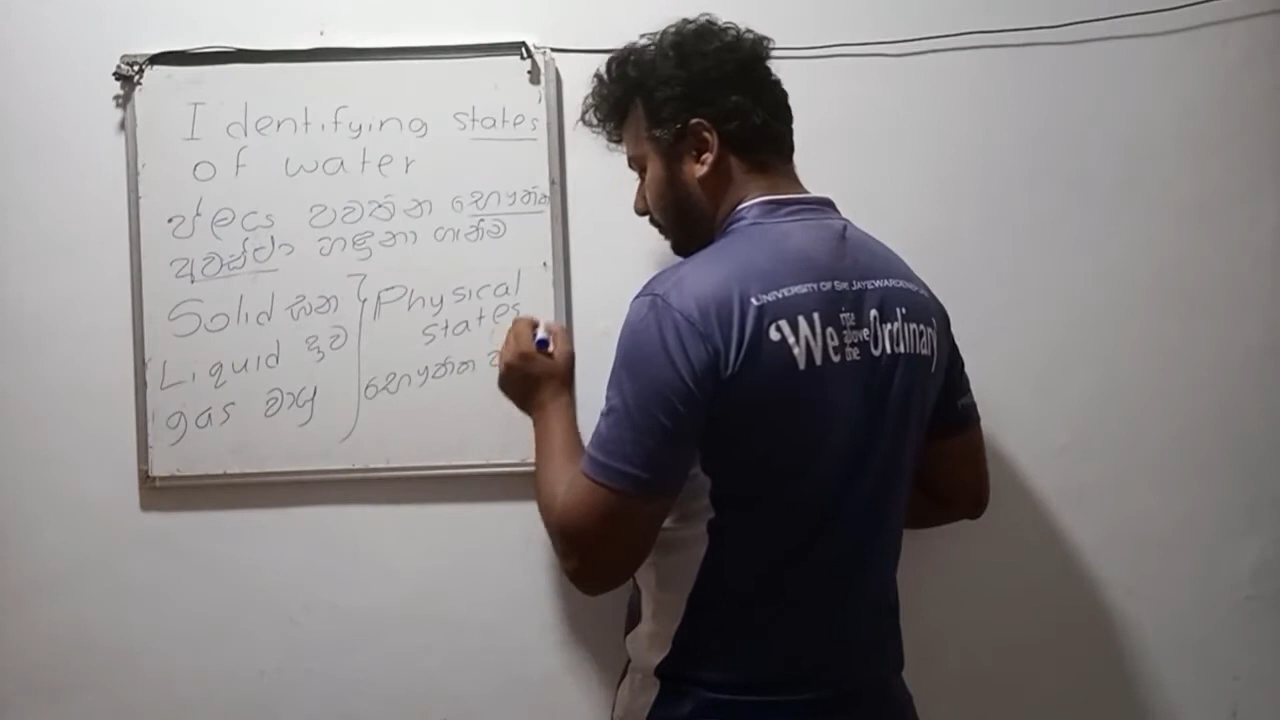 Identifying states
of water
ජලය පවතින භෞතික
අවස්ථා හඳුනා ගැනීම
Solid ඝන
Liquid ද්‍රව
gas වායු
Physical
states
භෞතික
UNIVERSITY OF SRI JAYEWARDENEPURA
'We rise above the Ordinary'